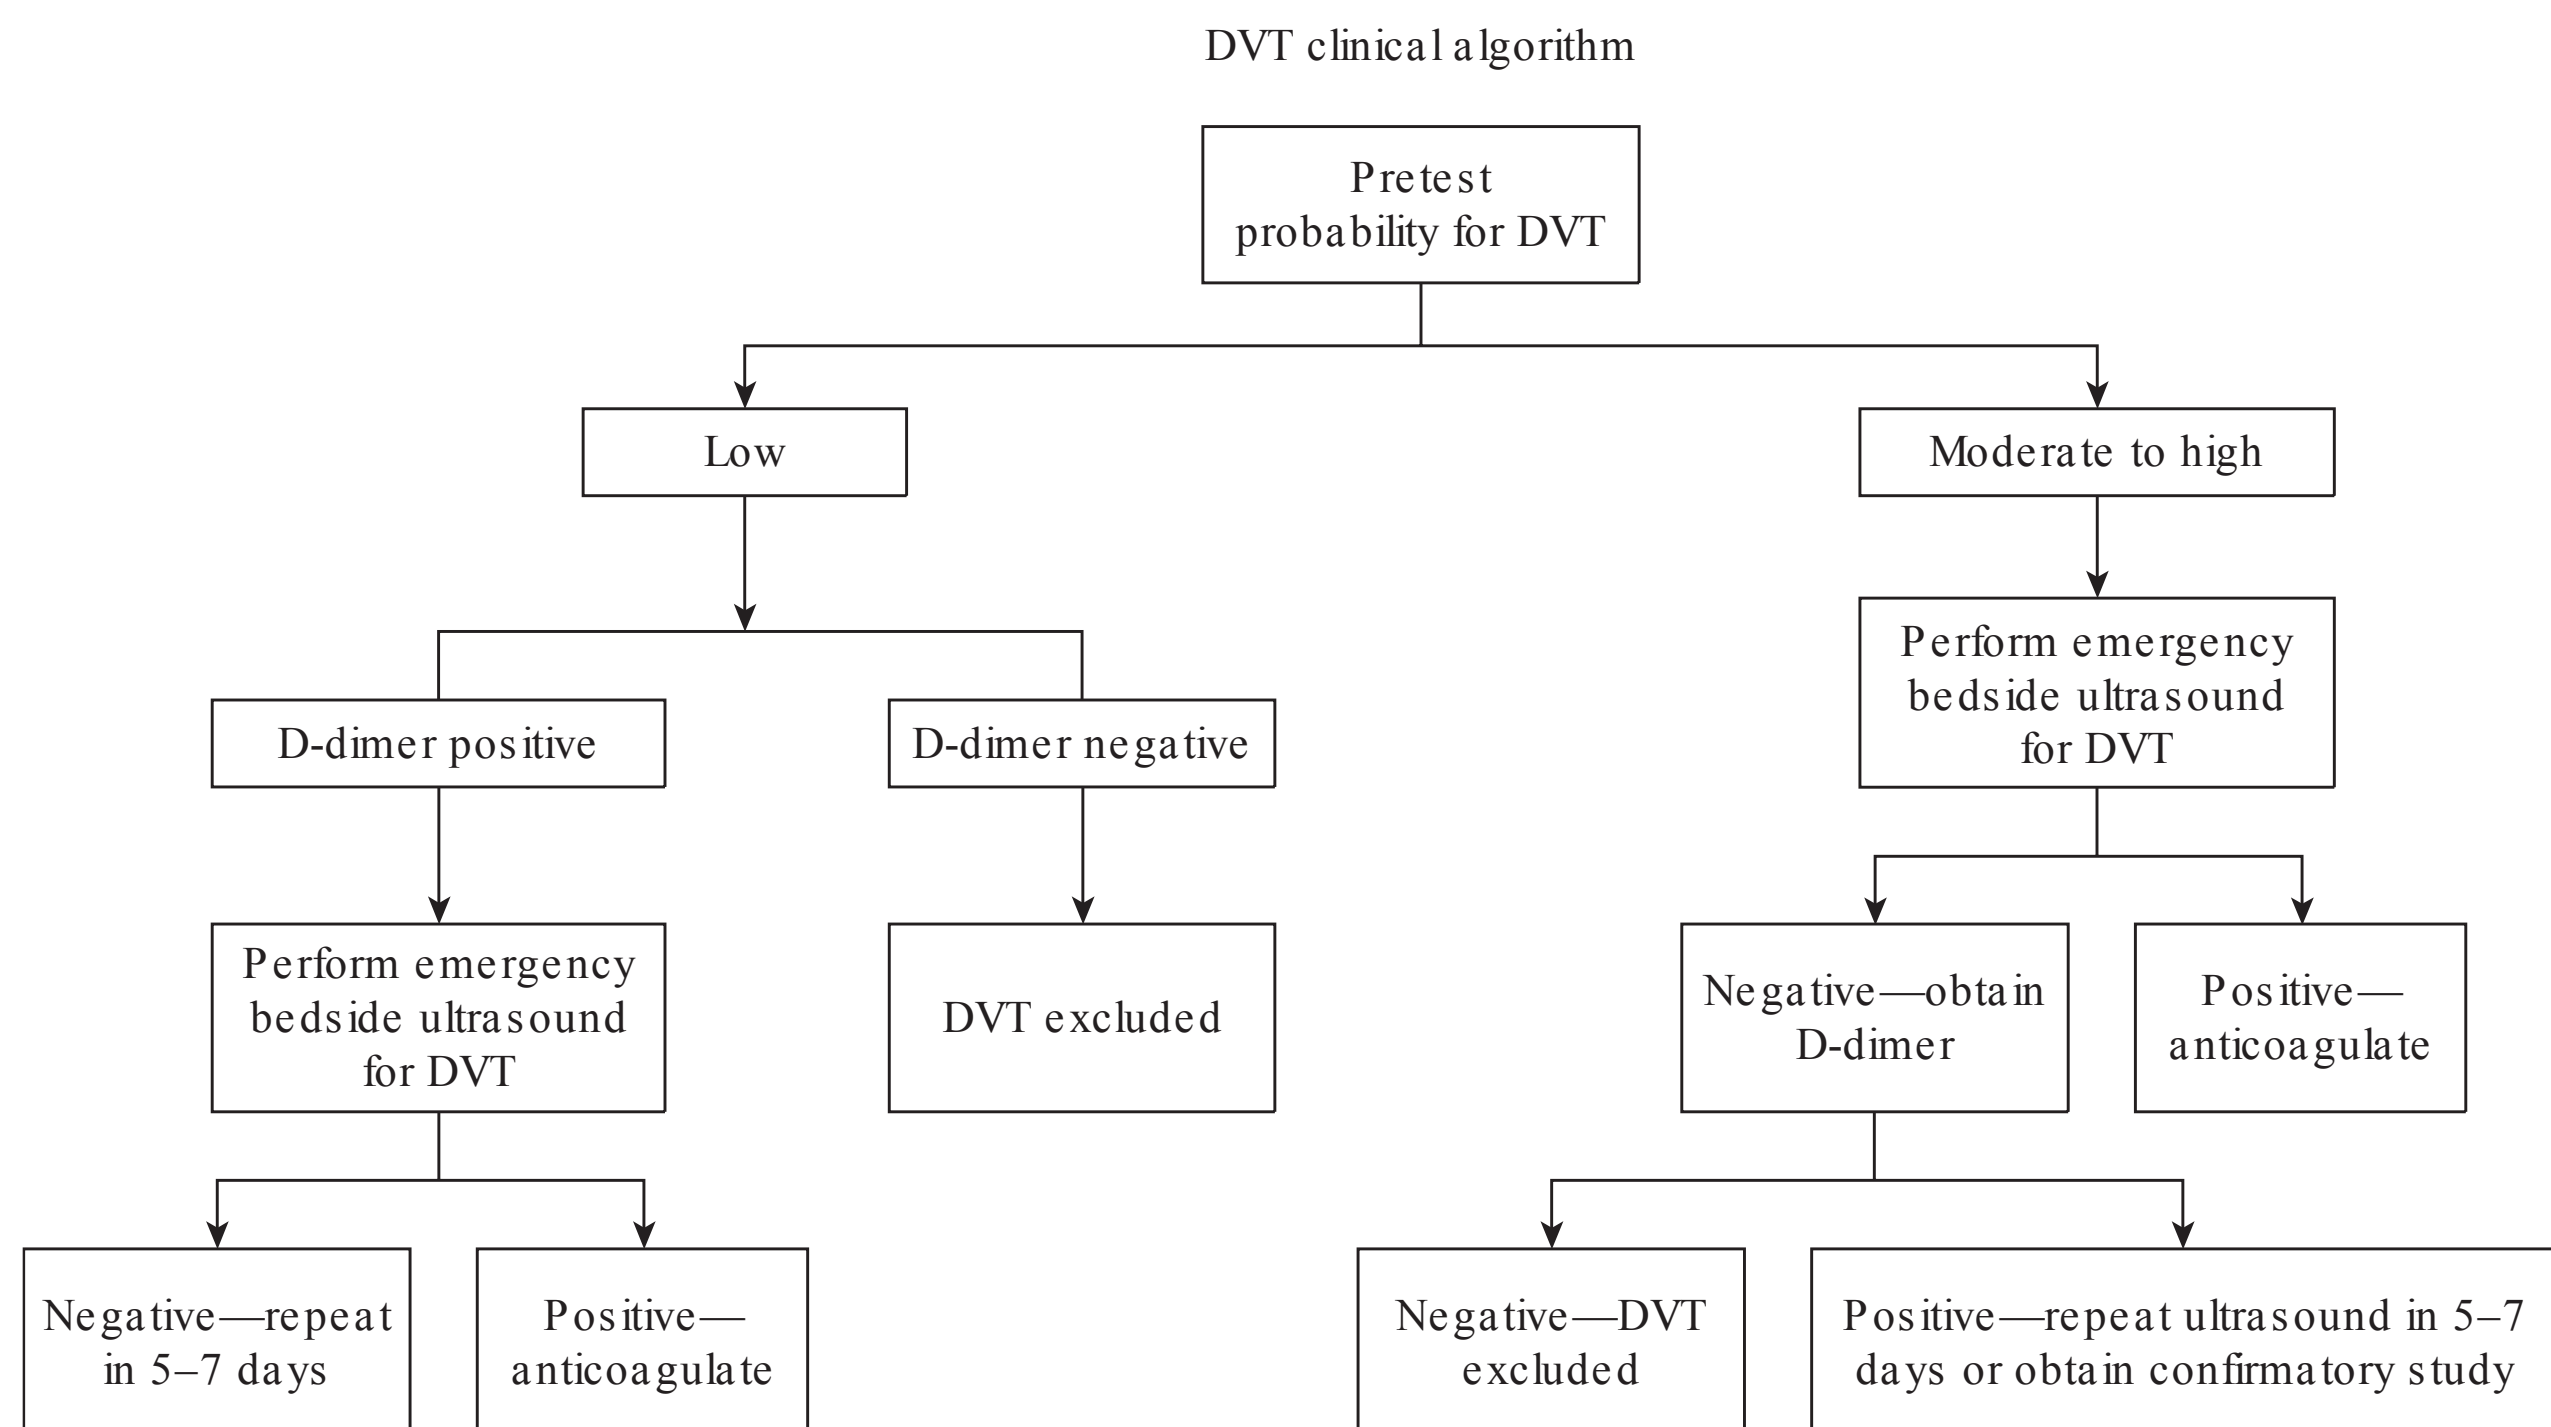 DVT clinical algorithm
Pretest
probability for DVT
Low
Moderate to high
Perform emergency
bedside ultrasound
for DVT
D-dimer positive
D-dimer negative
Perform emergency
bedside ultrasound
for DVT
DVT excluded
Negative—obtain
D-dimer
Positive—
anticoagulate
Negative—repeat
in 5–7 days
Positive—
anticoagulate
Negative—DVT
excluded
Positive—repeat ultrasound in 5–7
days or obtain confirmatory study